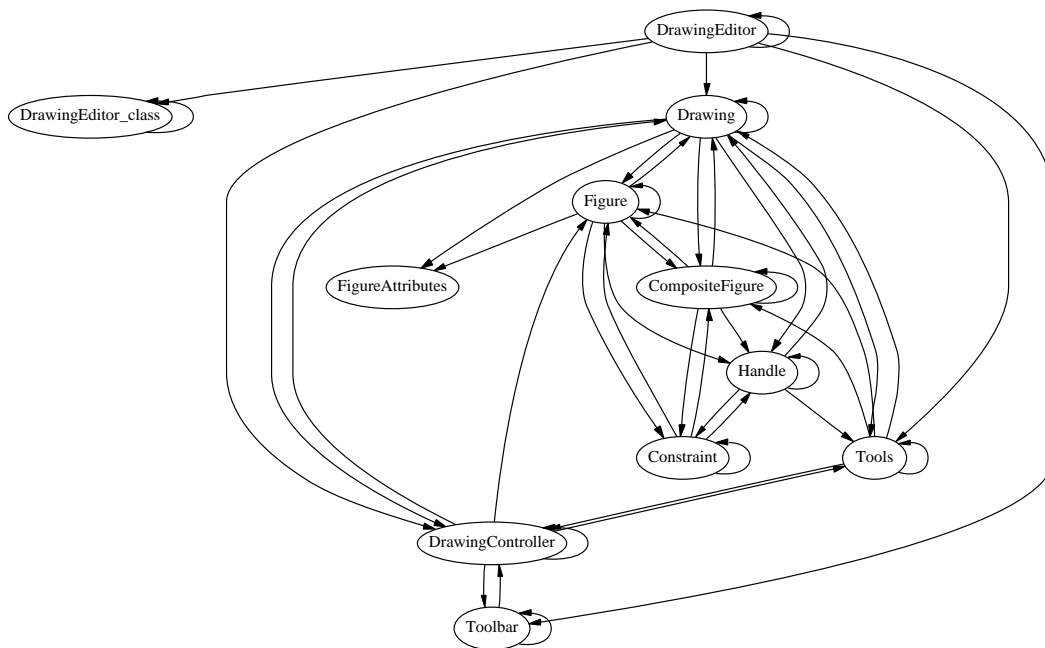 DrawingEditor
DrawingEditor_class
Drawing
Figure
FigureAttributes
CompositeFigure
Handle
Constraint
Tools
DrawingController
Toolbar